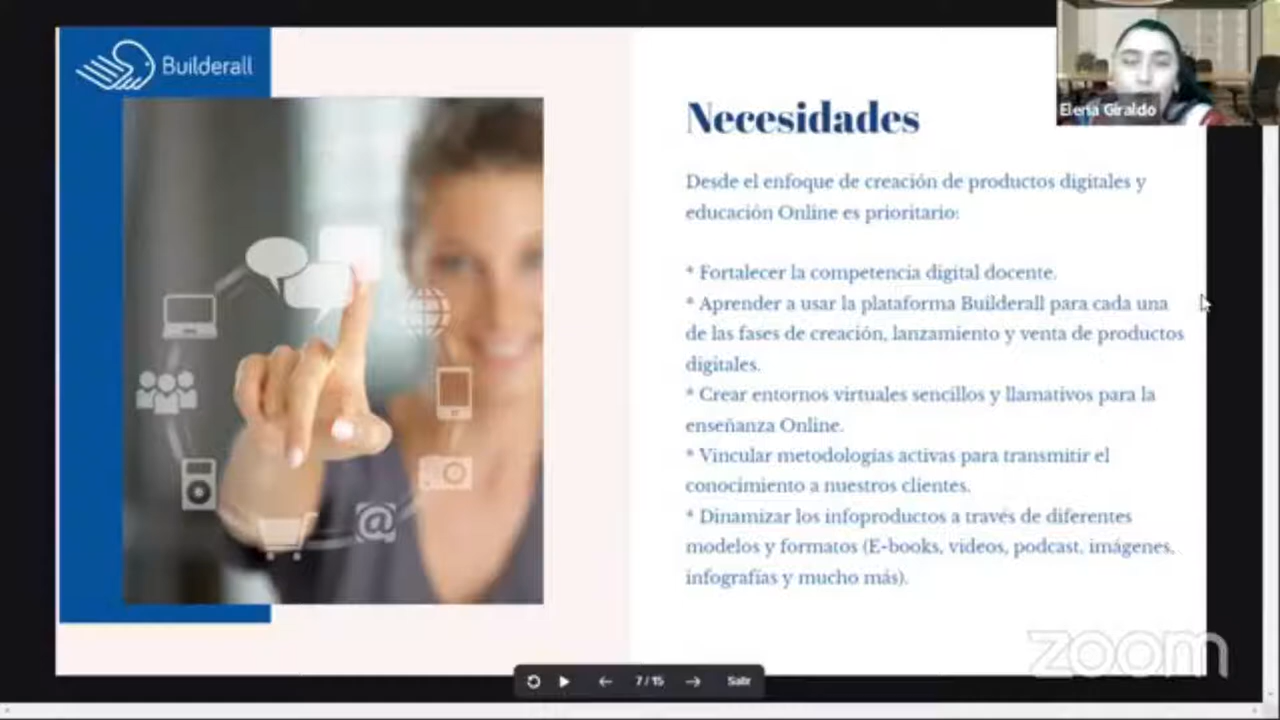 Builderall
Elena Giraldo
Necesidades
Desde el enfoque de creación de productos digitales y
educación Online es prioritario:
* Fortalecer la competencia digital docente.
* Aprender a usar la plataforma Builderall para cada una
de las fases de creación, lanzamiento y venta de productos
digitales.
* Crear entornos virtuales sencillos y llamativos para la
enseñanza Online.
* Vincular metodologías activas para transmitir el
conocimiento a nuestros clientes.
* Dinamizar los infoproductos a través de diferentes
modelos y formatos (E-books, videos, podcast, imágenes,
infografías y mucho más).
@
zoom
7 / 15
Salir